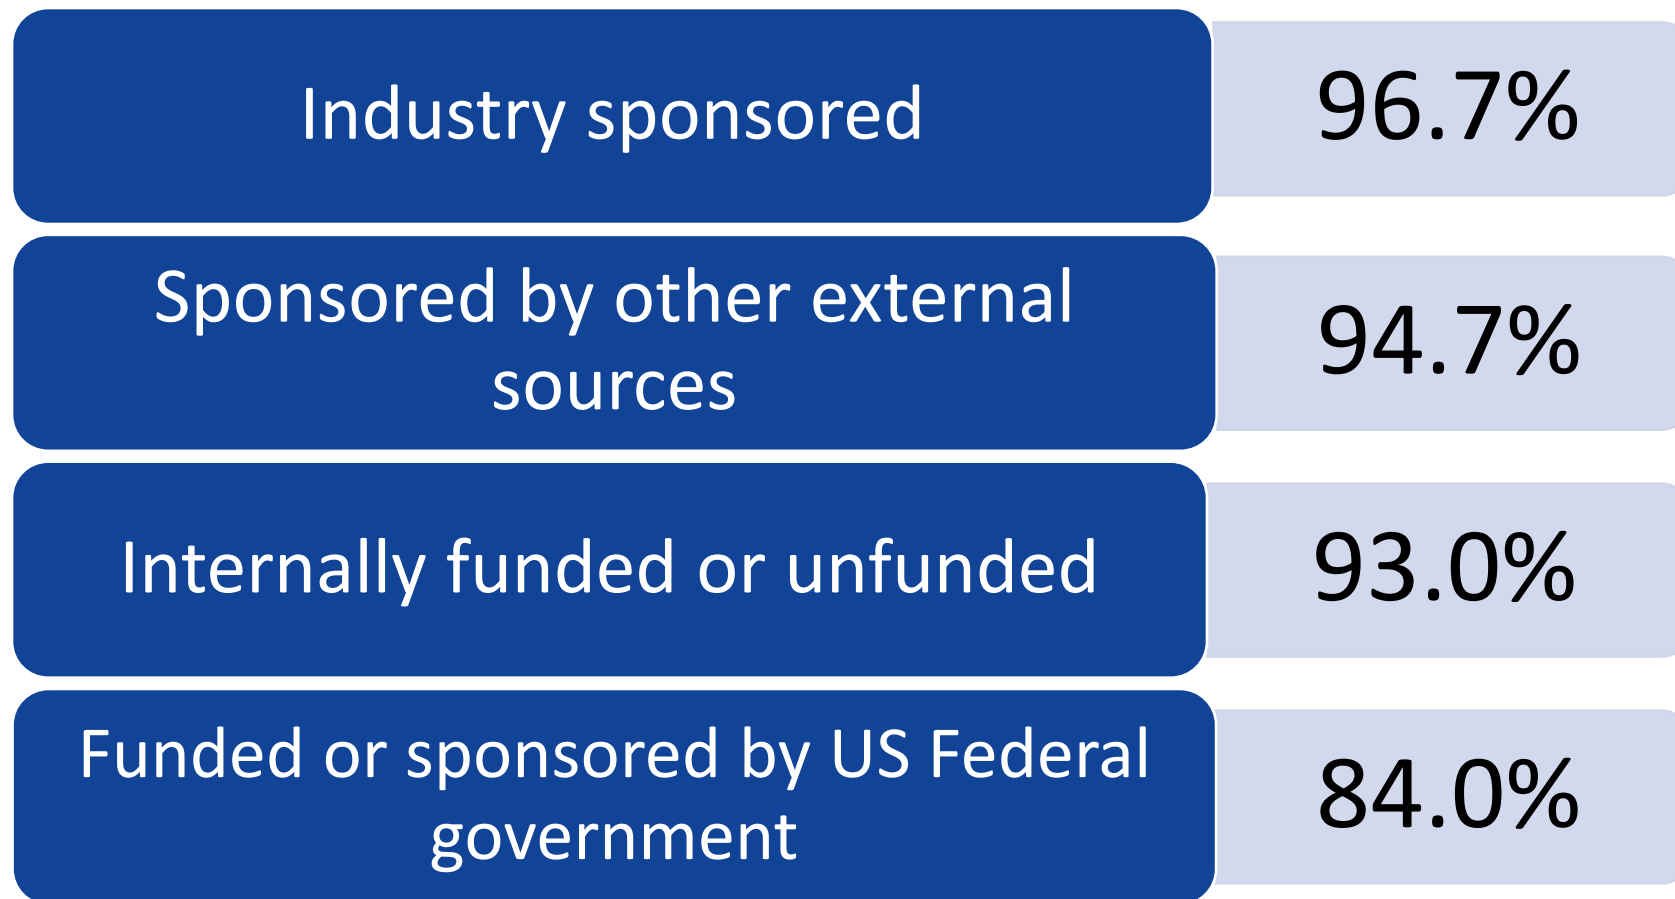 Industry sponsored
96.7%
Sponsored by other external
sources
94.7%
Internally funded or unfunded
93.0%
Funded or sponsored by US Federal
government
84.0%